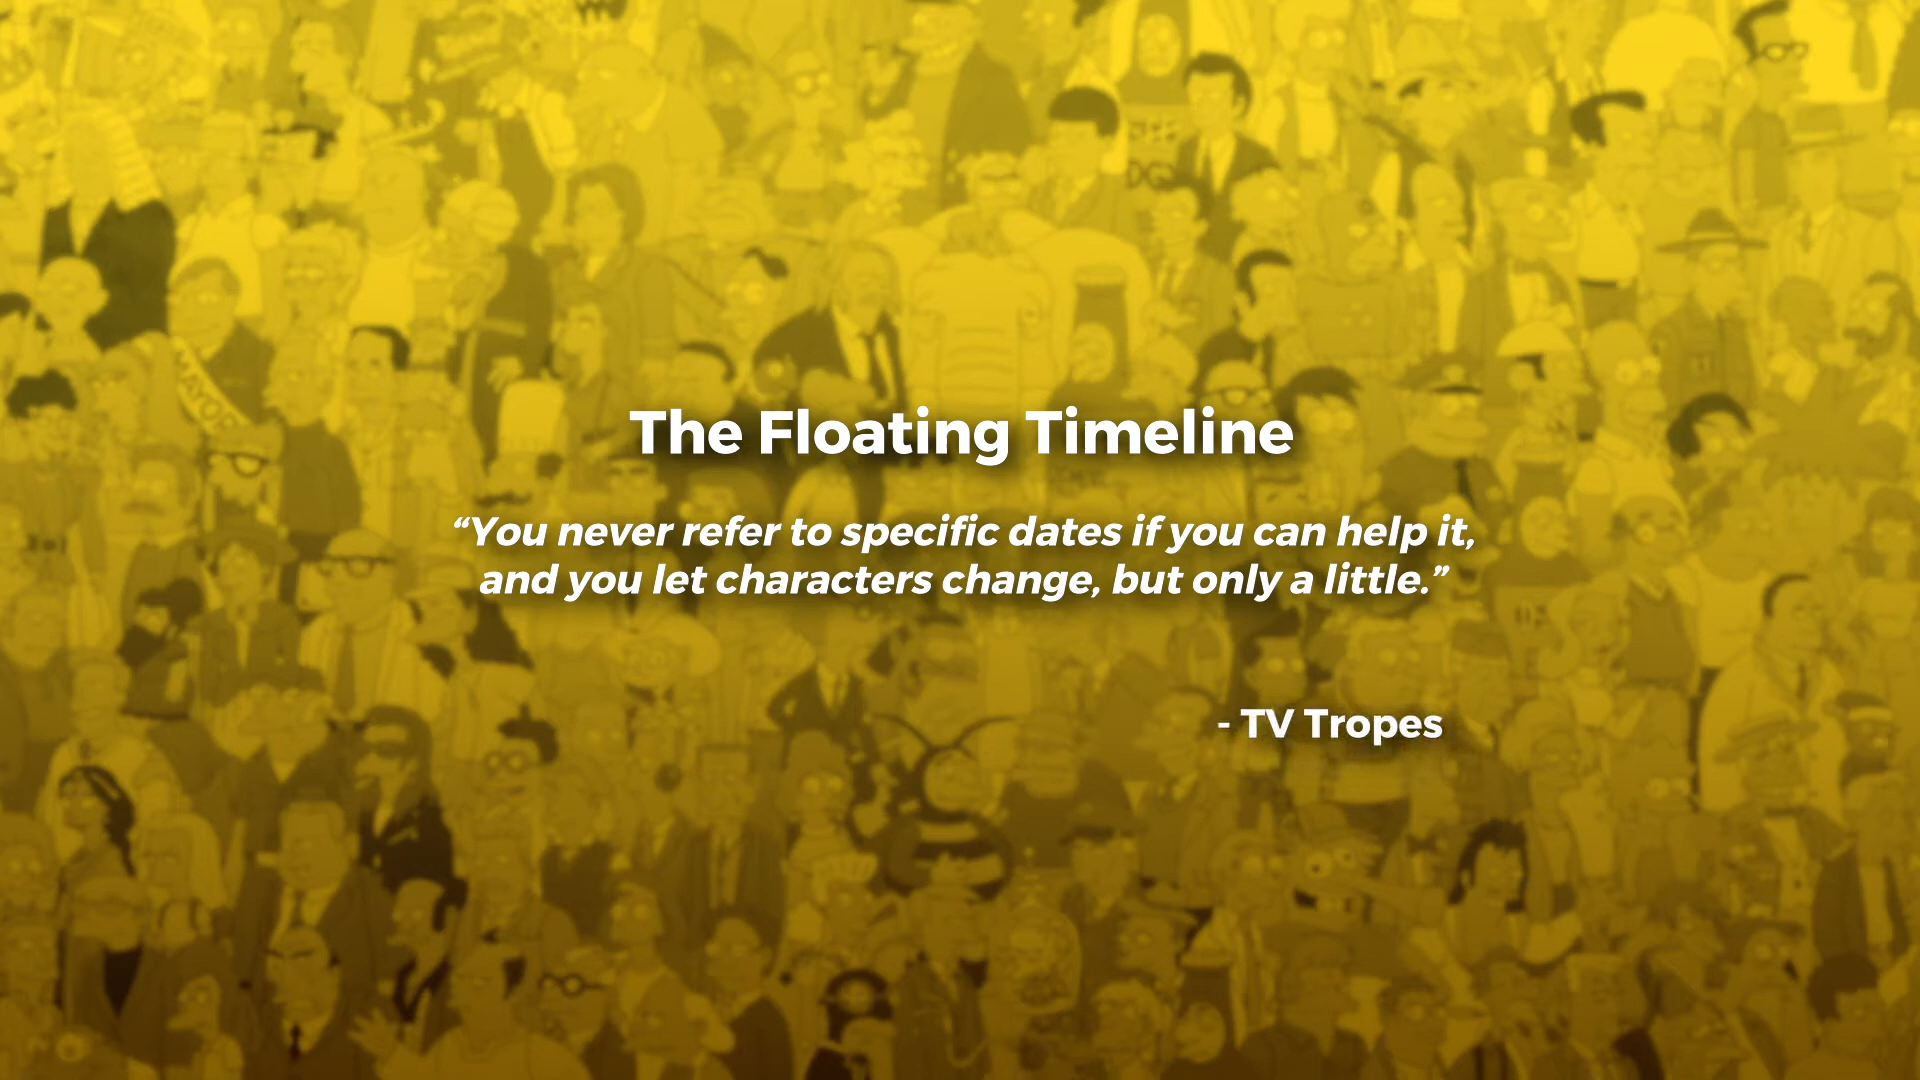 The Floating Timeline
“You never refer to specific dates if you can help it,
and you let characters change, but only a little.”
- TV Tropes
MAYOR